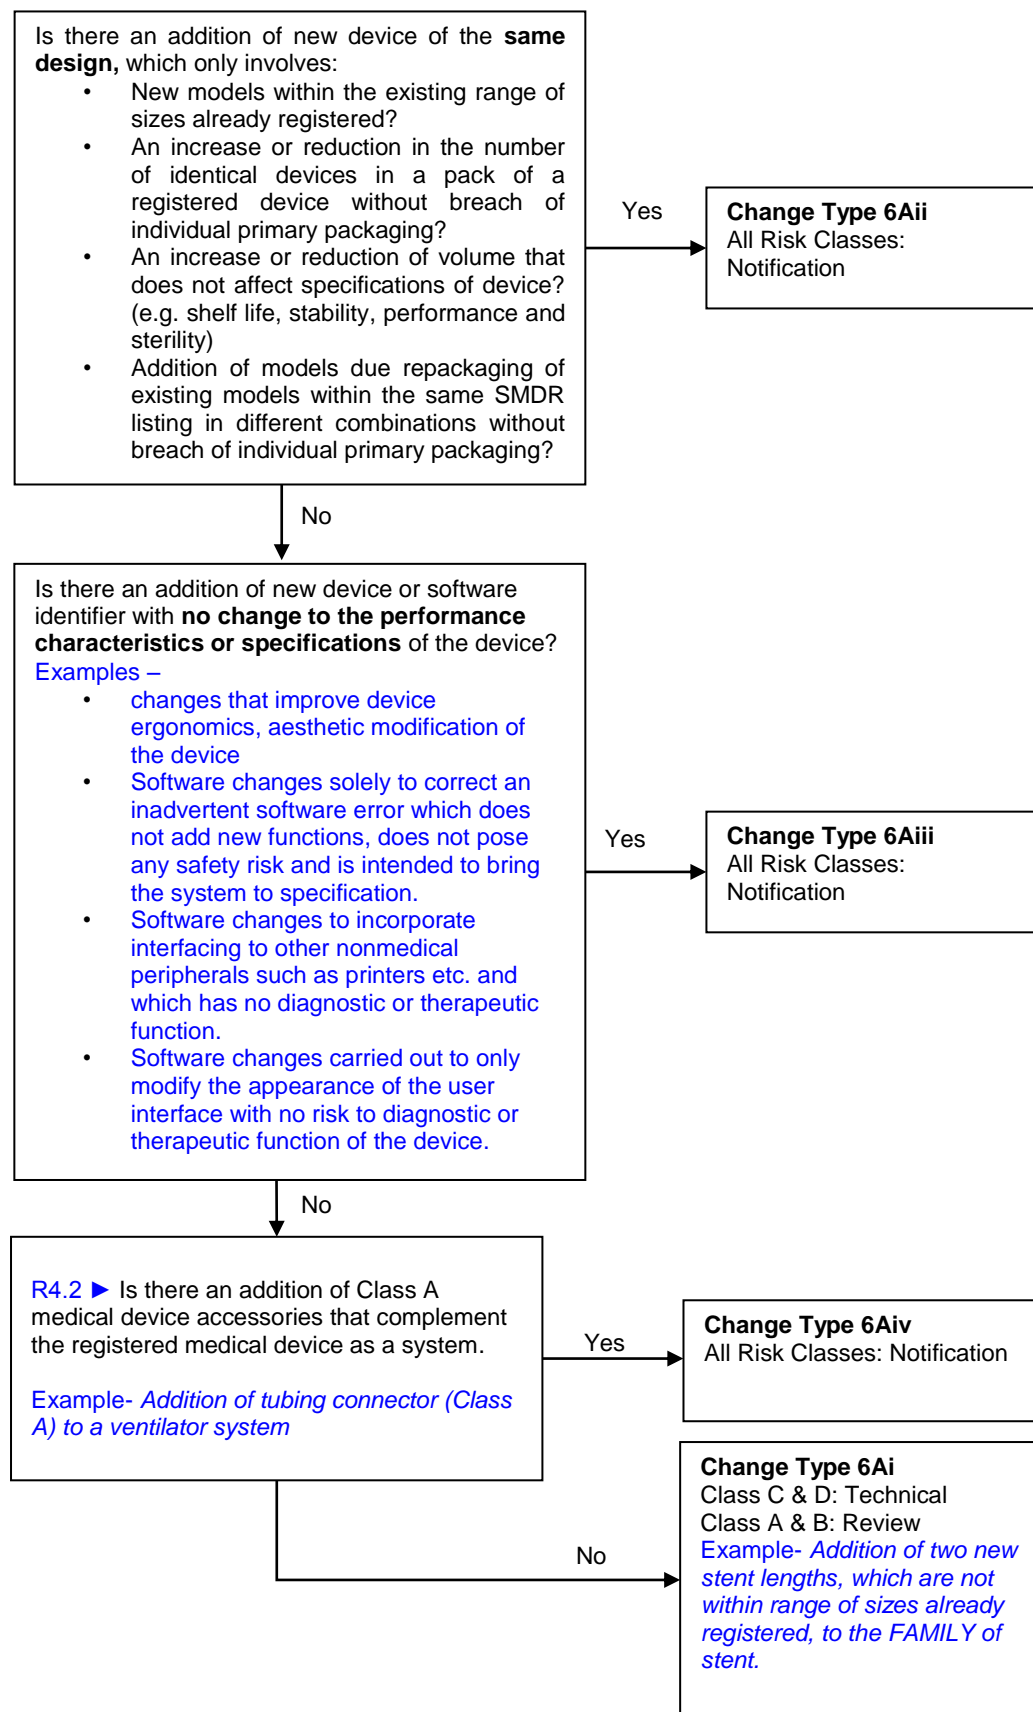 Is there an addition of new device of the same
design, which only involves:
• New models within the existing range of
sizes already registered?
• An increase or reduction in the number
of identical devices in a pack of a
registered device without breach of
individual primary packaging?
• An increase or reduction of volume that
does not affect specifications of device?
(e.g. shelf life, stability, performance and
sterility)
• Addition of models due repackaging of
existing models within the same SMDR
listing in different combinations without
breach of individual primary packaging?
Yes
Change Type 6Aii
All Risk Classes:
Notification
No
Is there an addition of new device or software
identifier with no change to the performance
characteristics or specifications of the device?
Examples –
• changes that improve device
ergonomics, aesthetic modification of
the device
• Software changes solely to correct an
inadvertent software error which does
not add new functions, does not pose
any safety risk and is intended to bring
the system to specification.
• Software changes to incorporate
interfacing to other nonmedical
peripherals such as printers etc. and
which has no diagnostic or therapeutic
function.
• Software changes carried out to only
modify the appearance of the user
interface with no risk to diagnostic or
therapeutic function of the device.
Yes
Change Type 6Aiii
All Risk Classes:
Notification
No
R4.2 ► Is there an addition of Class A
medical device accessories that complement
the registered medical device as a system.
Example- Addition of tubing connector (Class
A) to a ventilator system
Yes
Change Type 6Aiv
All Risk Classes: Notification
No
Change Type 6Ai
Class C & D: Technical
Class A & B: Review
Example- Addition of two new
stent lengths, which are not
within range of sizes already
registered, to the FAMILY of
stent.